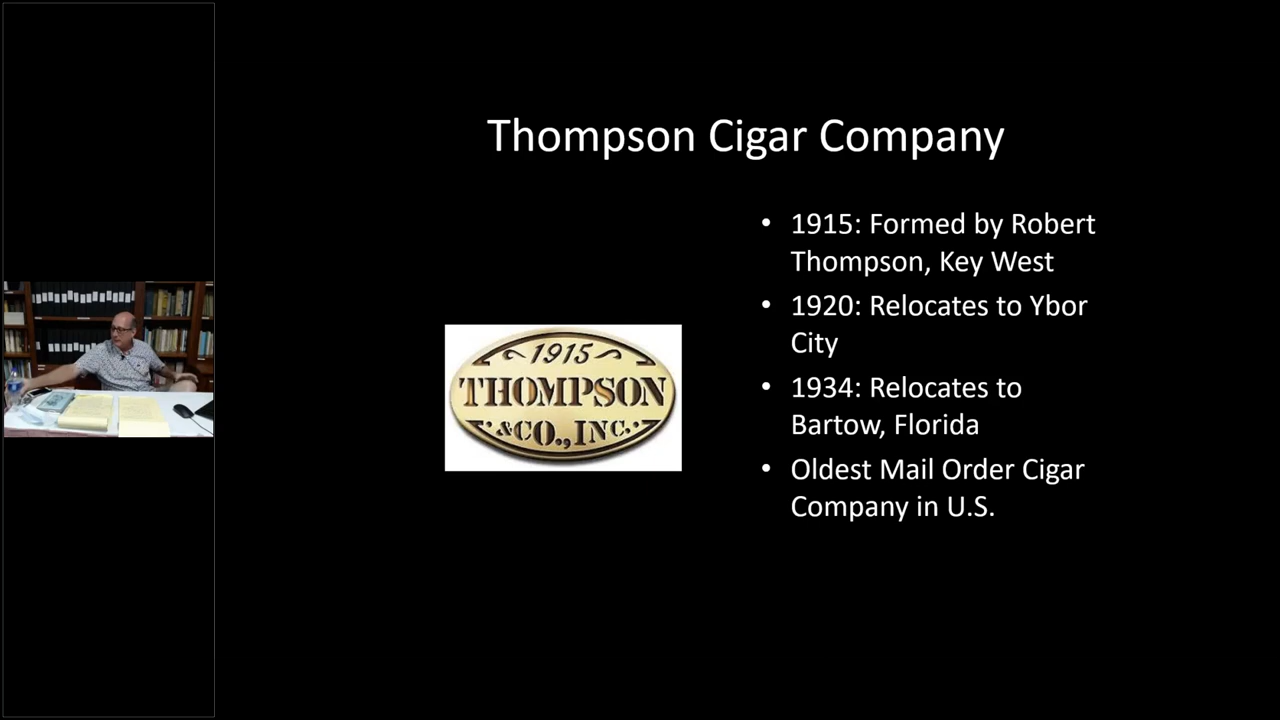 Thompson Cigar Company
• 1915: Formed by Robert
Thompson, Key West
• 1920: Relocates to Ybor
City
• 1934: Relocates to
Bartow, Florida
• Oldest Mail Order Cigar
Company in U.S.
1915
THOMPSON
&CO., INC.